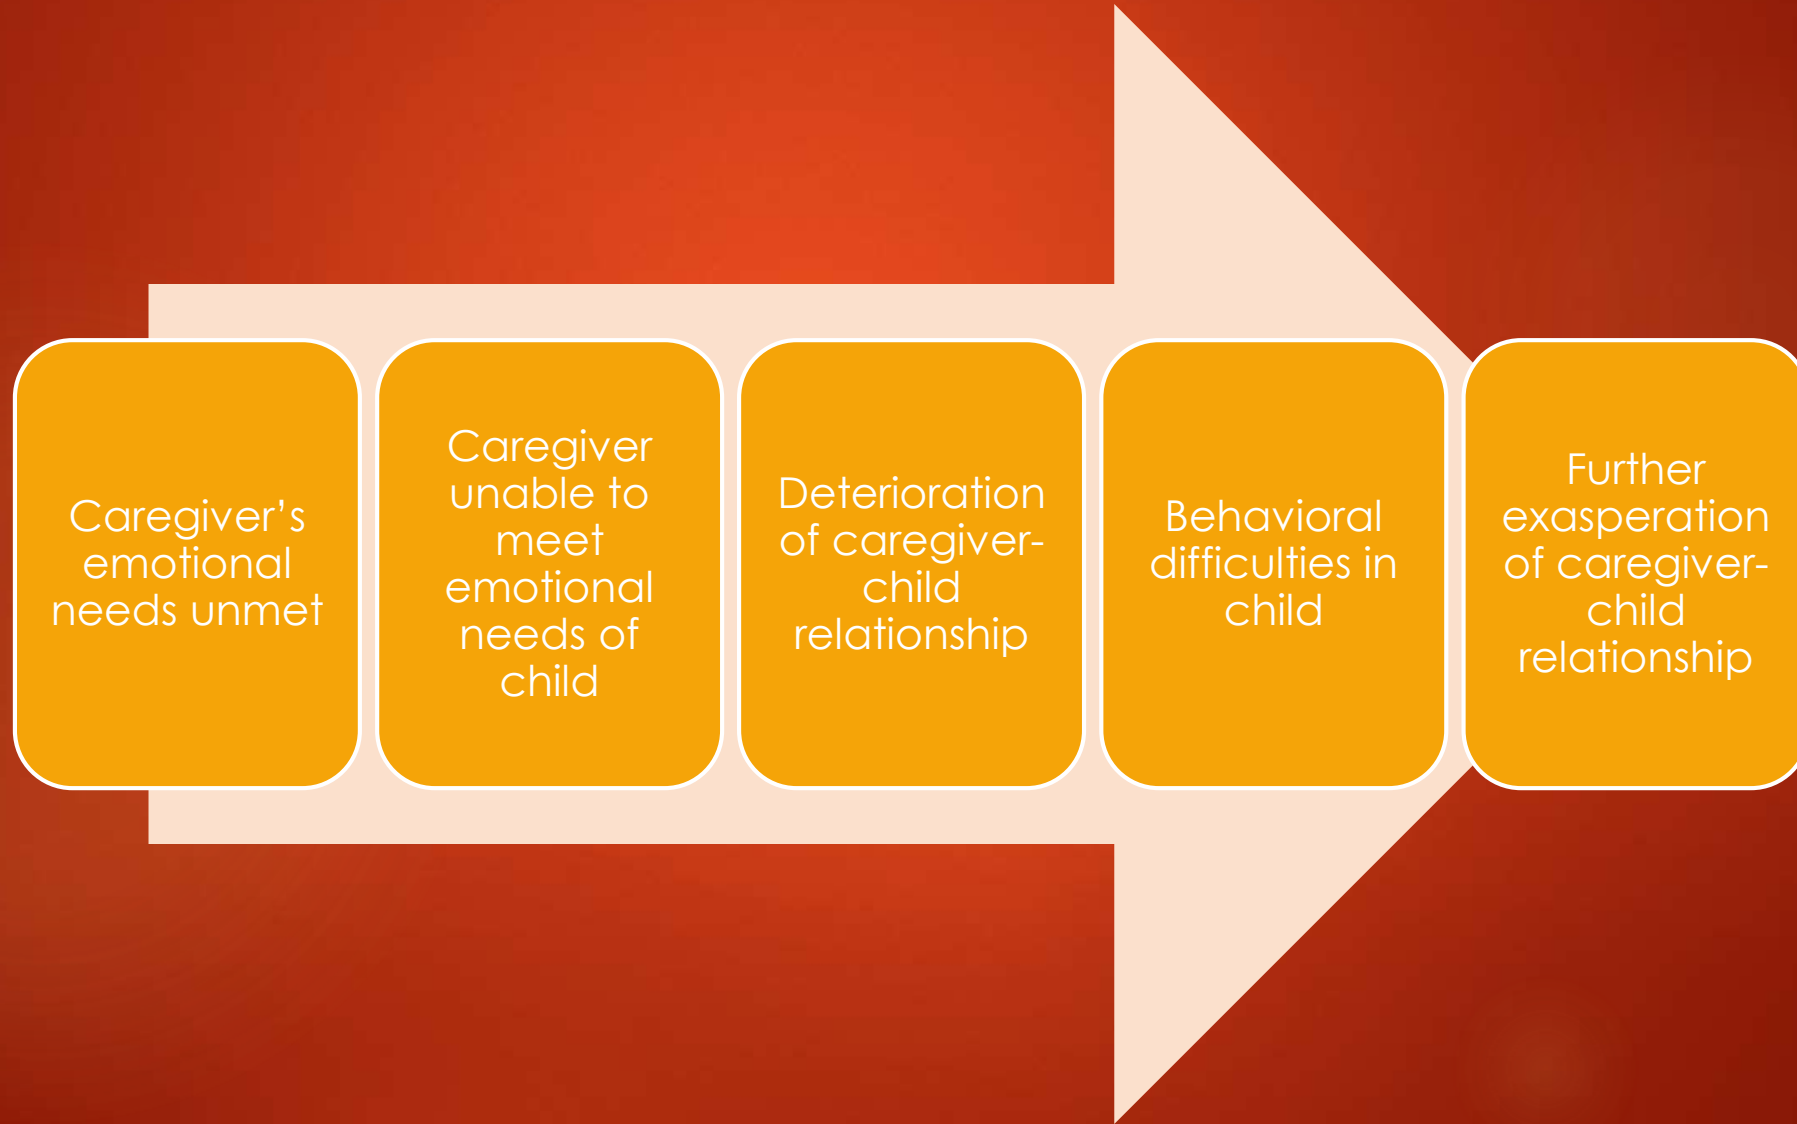 Caregiver’s
emotional
needs unmet
Caregiver
unable to
meet
emotional
needs of
child
Deterioration
of caregiver-
child
relationship
Behavioral
difficulties in
child
Further
exasperation
of caregiver-
child
relationship